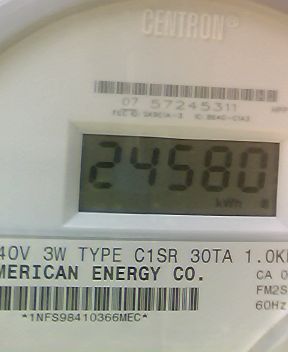 CENTRON®
07 57245311
24580
kWh
40V 3W TYPE C1SR 30TA 1.0K
MERICAN ENERGY CO.
CA 0
FM2S
60Hz
*1NFS98410366MEC*